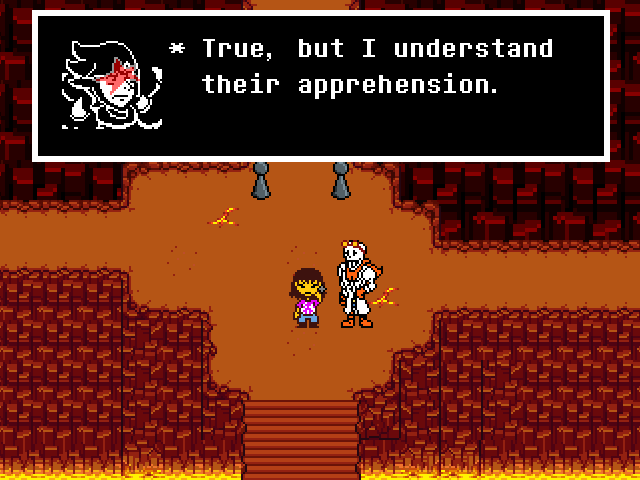 * True, but I understand
their apprehension.